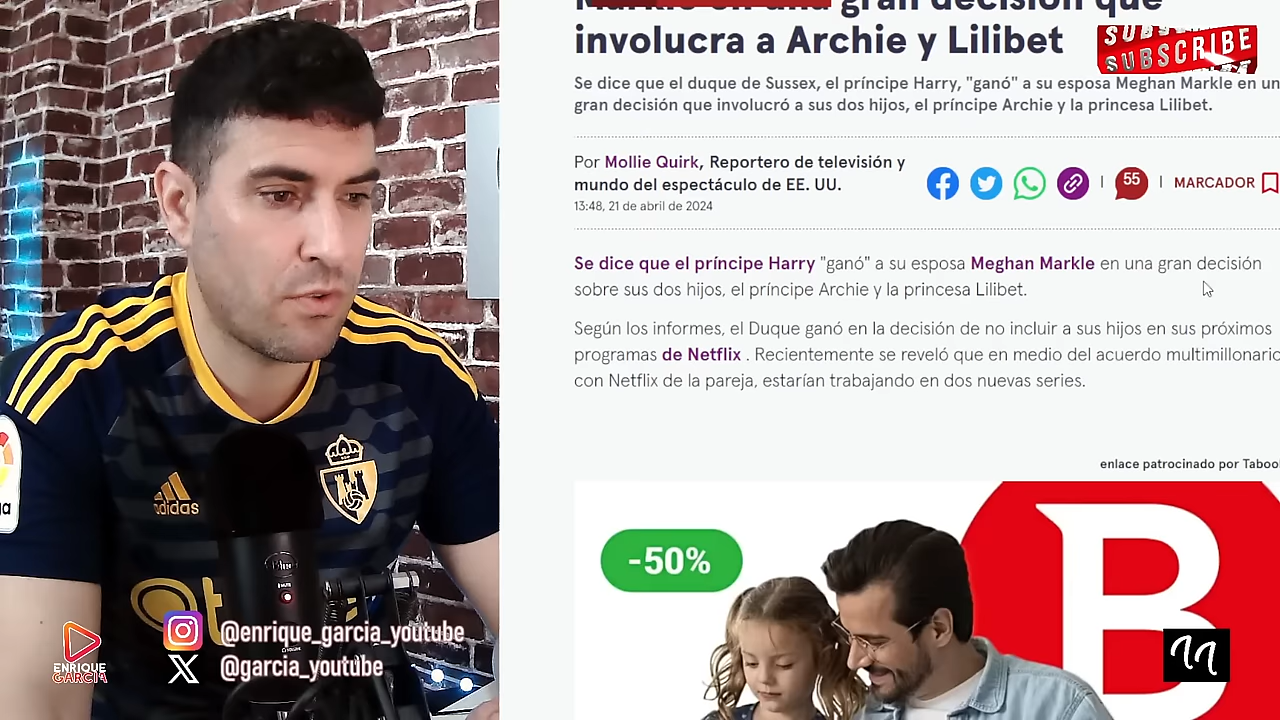 gran decisión que
involucra a Archie y Lilibet
SUBSCRIBE
Se dice que el duque de Sussex, el príncipe Harry, "ganó" a su esposa Meghan Markle en un
gran decisión que involucró a sus dos hijos, el príncipe Archie y la princesa Lilibet.
Por Mollie Quirk, Reportero de televisión y
mundo del espectáculo de EE. UU.
13:48, 21 de abril de 2024
55
MARCADOR
Se dice que el príncipe Harry "ganó" a su esposa Meghan Markle en una gran decisión
sobre sus dos hijos, el príncipe Archie y la princesa Lilibet.
Según los informes, el Duque ganó en la decisión de no incluir a sus hijos en sus próximos
programas de Netflix . Recientemente se reveló que en medio del acuerdo multimillonario
con Netflix de la pareja, estarían trabajando en dos nuevas series.
enlace patrocinado por Taboo
-50%
B
adidas
@enrique_garcia_youtube
@garcia_youtube
ENRIQUE
GARCIA